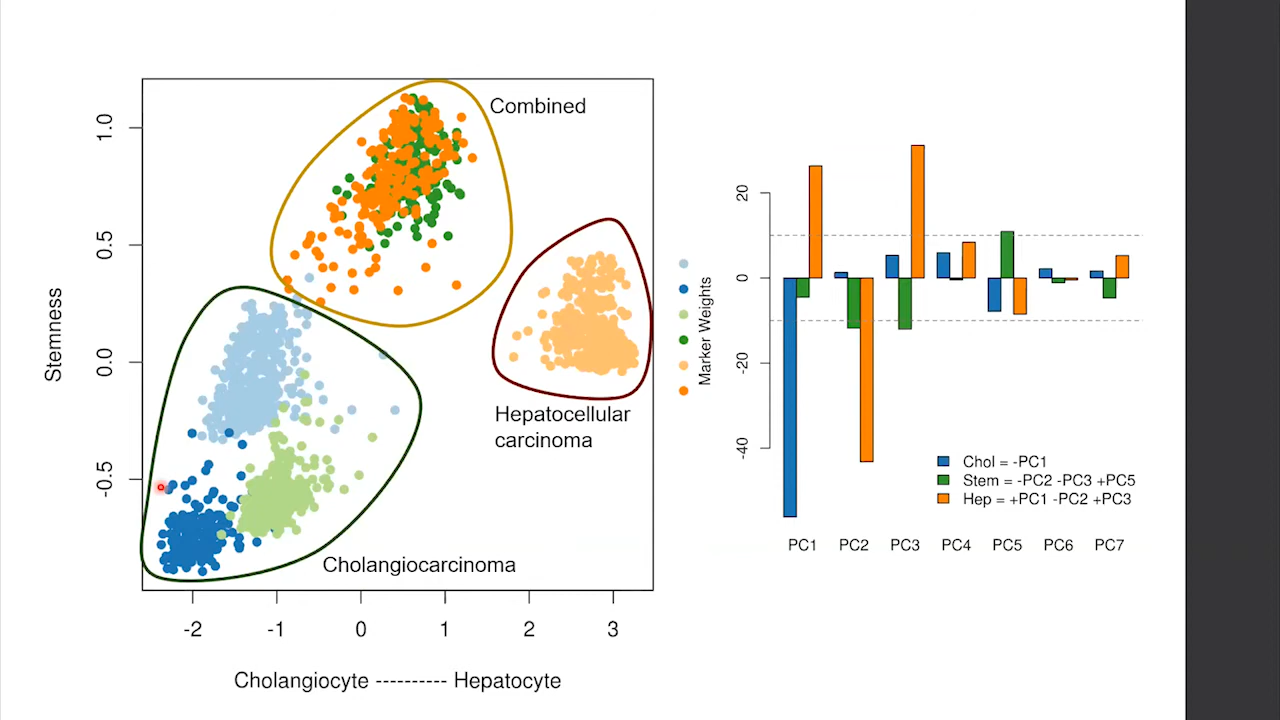 Combined
Hepatocellular
carcinoma
Cholangiocarcinoma
Stemness
1.0
0.5
0.0
-0.5
-2
-1
0
1
2
3
Cholangiocyte ---------- Hepatocyte
Marker Weights
20
0
-20
-40
Chol = -PC1
Stem = -PC2 -PC3 +PC5
Hep = +PC1 -PC2 +PC3
PC1
PC2
PC3
PC4
PC5
PC6
PC7